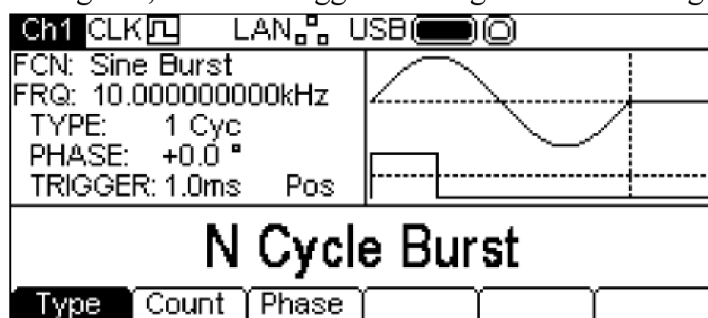 Ch1 CLK LAN USB
FCN: Sine Burst
FRQ: 10.000000000kHz
TYPE: 1 Cyc
PHASE: +0.0 °
TRIGGER: 1.0ms Pos
N Cycle Burst
Type Count Phase